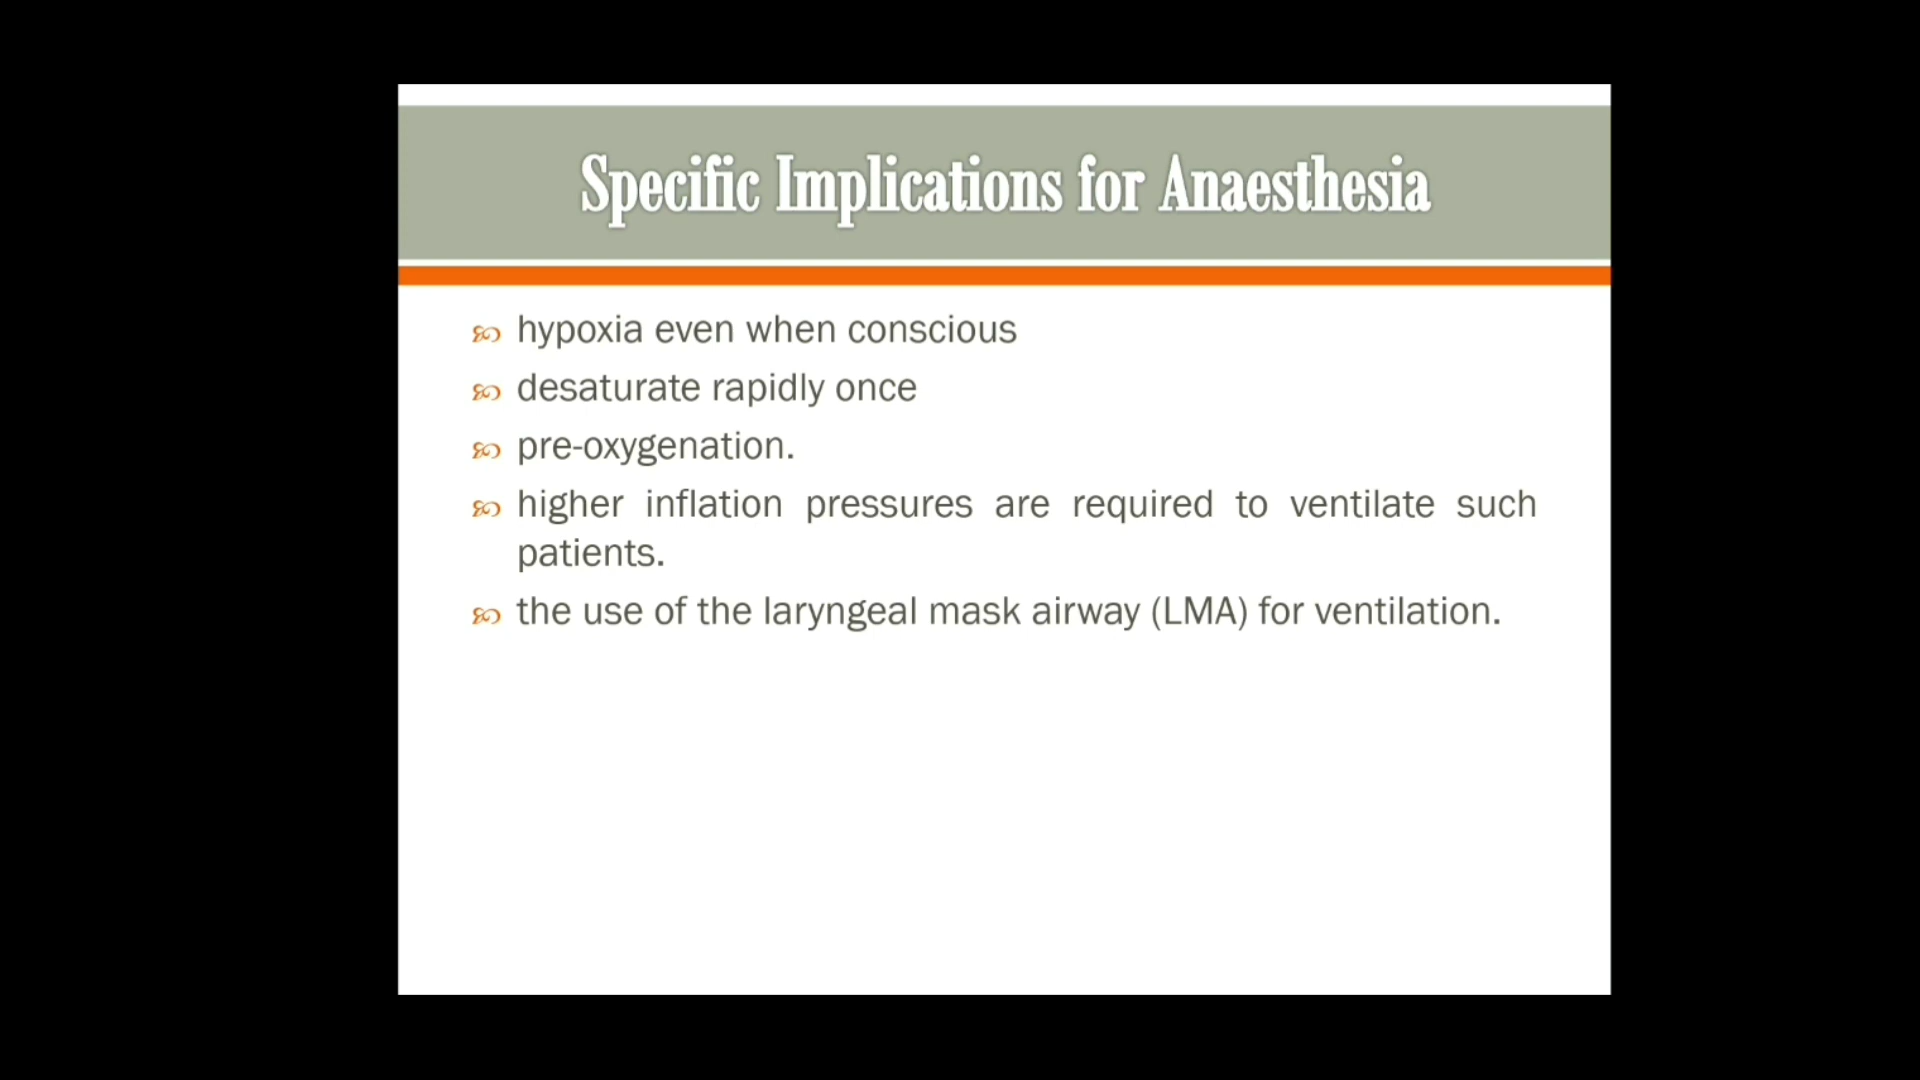 Specific Implications for Anaesthesia
hypoxia even when conscious
desaturate rapidly once
pre-oxygenation.
higher inflation pressures are required to ventilate such
patients.
the use of the laryngeal mask airway (LMA) for ventilation.